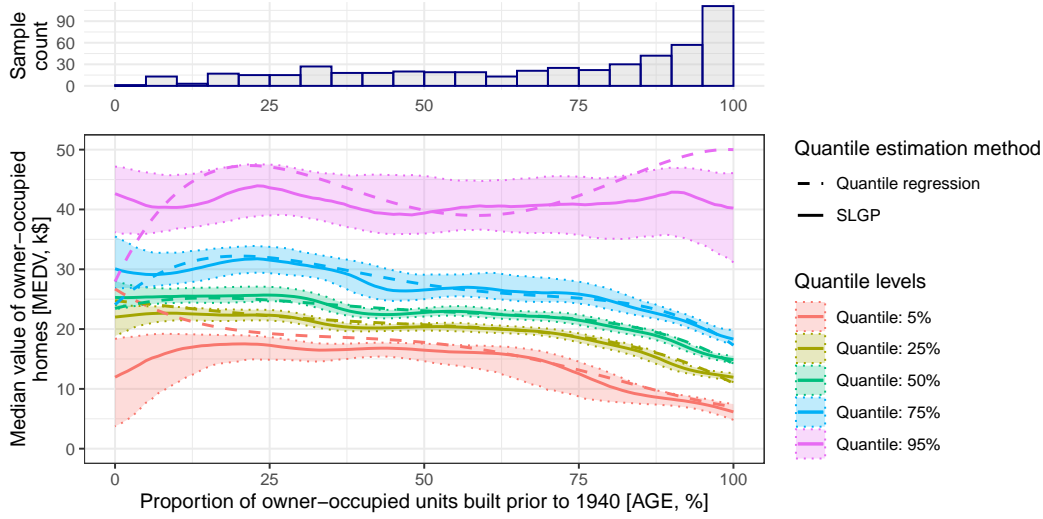 Sample
count
90
60
30
0
0
25
50
75
100
Median value of owner−occupied
homes [MEDV, k$]
50
40
30
20
10
0
0
25
50
75
100
Proportion of owner−occupied units built prior to 1940 [AGE, %]
Quantile estimation method
Quantile regression
SLGP
Quantile levels
Quantile: 5%
Quantile: 25%
Quantile: 50%
Quantile: 75%
Quantile: 95%